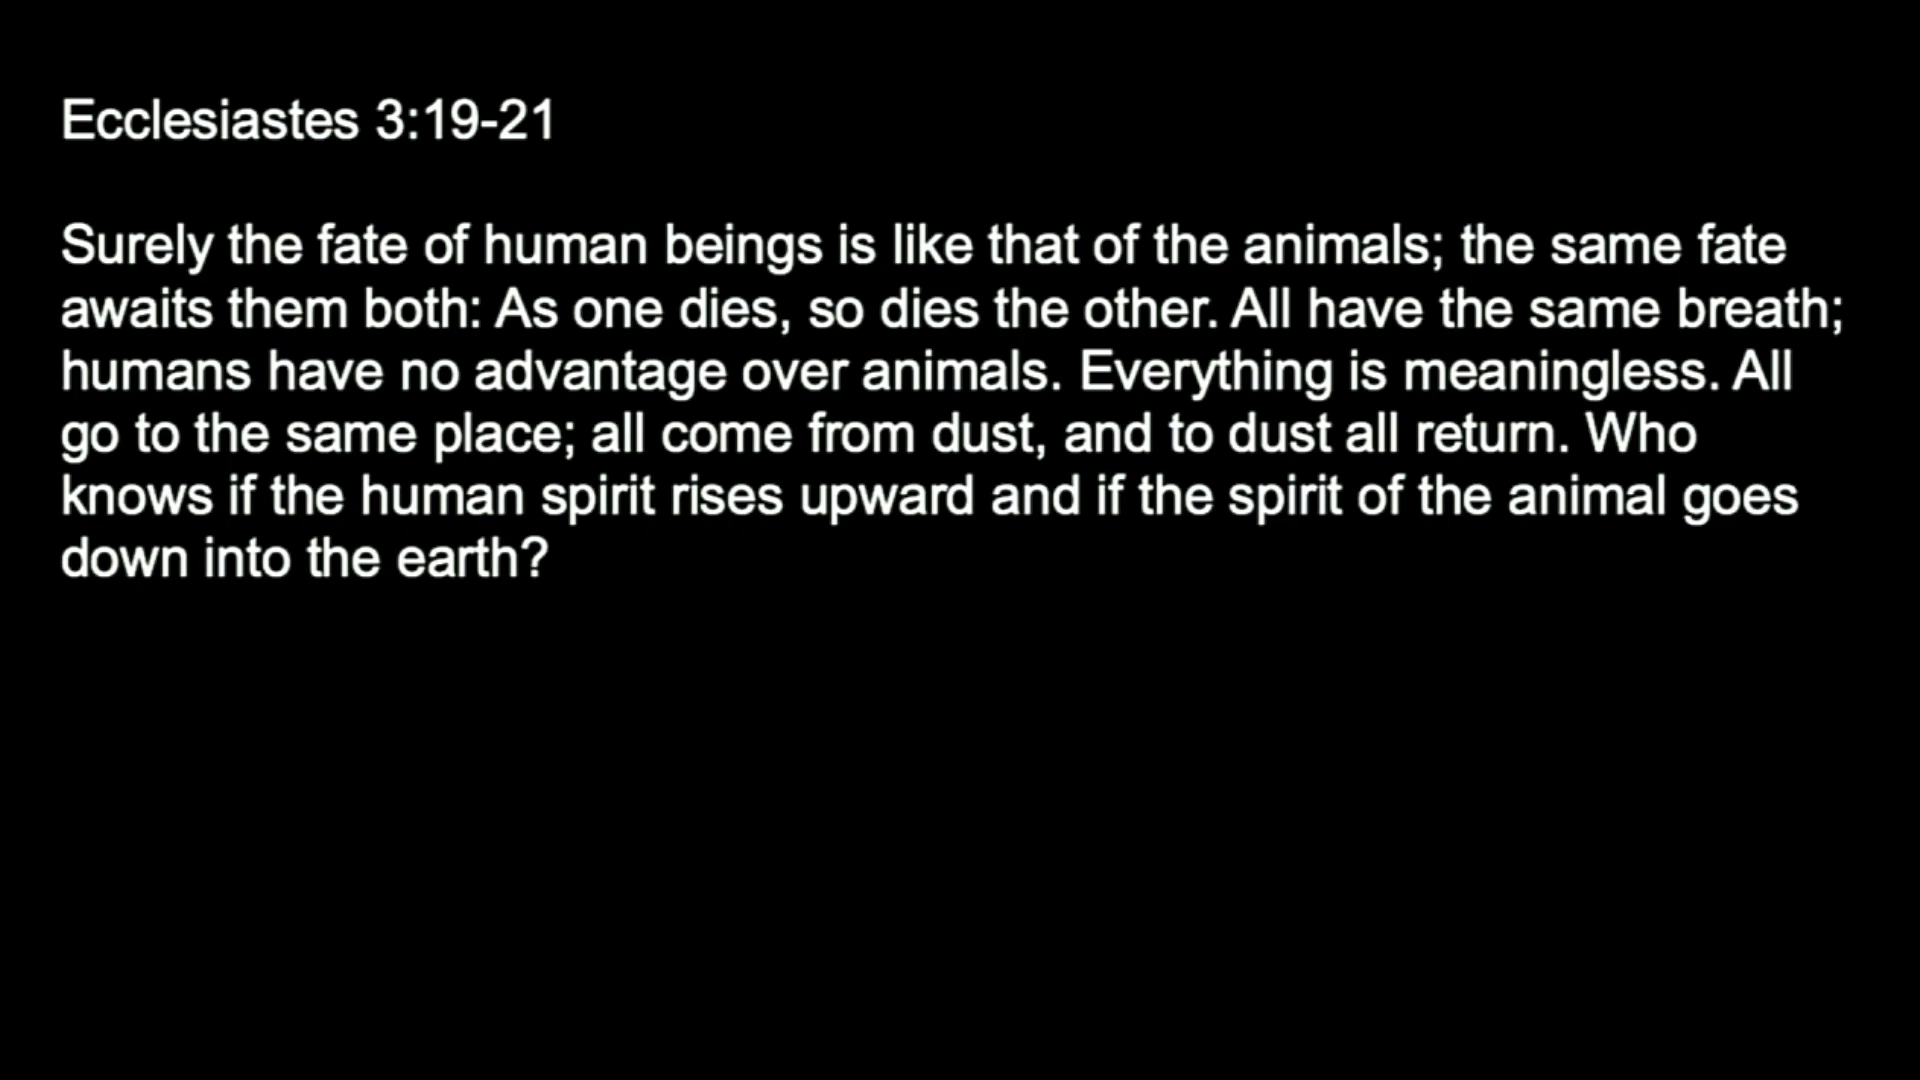 Ecclesiastes 3:19-21
Surely the fate of human beings is like that of the animals; the same fate
awaits them both: As one dies, so dies the other. All have the same breath;
humans have no advantage over animals. Everything is meaningless. All
go to the same place; all come from dust, and to dust all return. Who
knows if the human spirit rises upward and if the spirit of the animal goes
down into the earth?